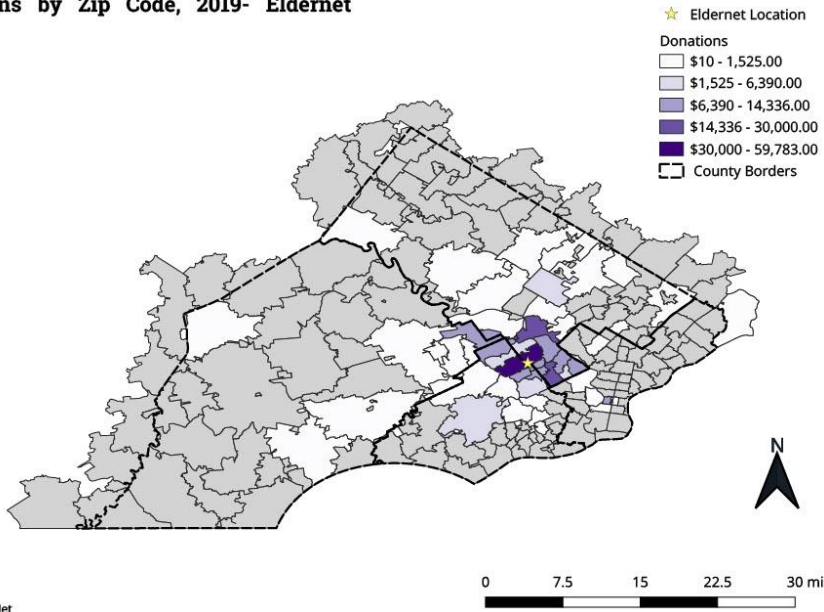 by Zip Code, 2019- Eldernet
Eldernet Location
Donations
$10 - 1,525.00
$1,525 - 6,390.00
$6,390 - 14,336.00
$14,336 - 30,000.00
$30,000 - 59,783.00
County Borders
N
0 7.5 15 22.5 30 mi